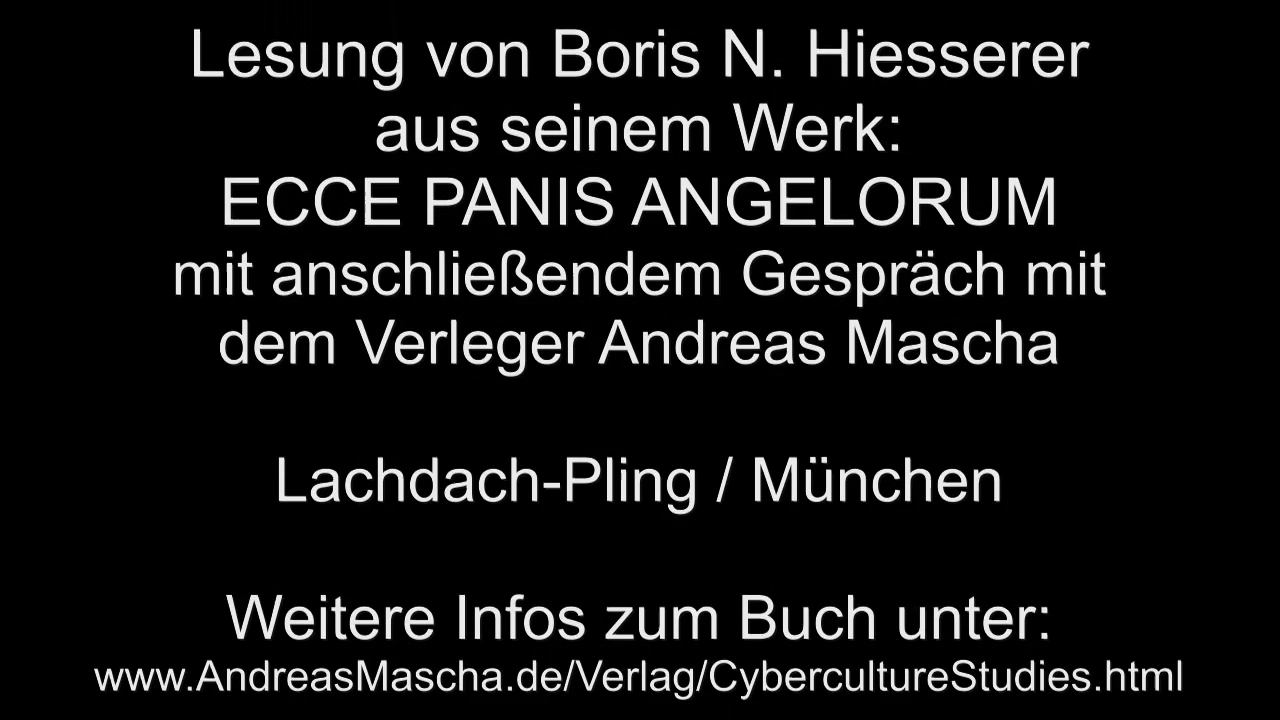 Lesung von Boris N. Hiesserer
aus seinem Werk:
ECCE PANIS ANGELORUM
mit anschließendem Gespräch mit
dem Verleger Andreas Mascha
Lachdach-Pling / München
Weitere Infos zum Buch unter:
www.AndreasMascha.de/Verlag/CybercultureStudies.html